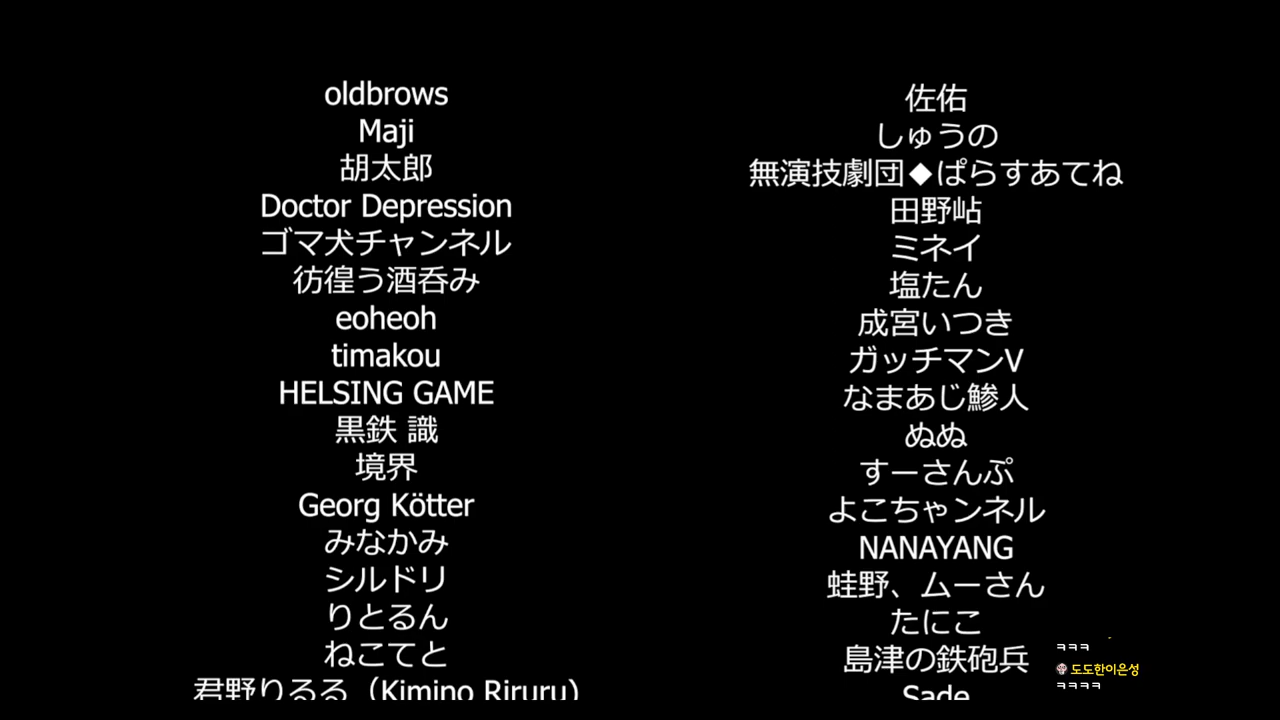 oldbrows
Maji
胡太郎
Doctor Depression
ゴマ犬チャンネル
彷徨う酒呑み
eoheoh
timakou
HELSING GAME
黒鉄 識
境界
Georg Kötter
みなかみ
シルドリ
りとるん
ねこてと
君野りるる（Kimino Riruru）
佐佑
しゅうの
無演技劇団◆ぱらすあてね
田野岵
ミネイ
塩たん
成宮いつき
ガッチマンV
なまあじ鯵人
ぬぬ
すーさんぷ
よこちゃンネル
NANAYANG
蛙野、ムーさん
たにこ
島津の鉄砲兵
Sade
ㅋㅋㅋ
도도한이은성
ㅋㅋㅋㅋ